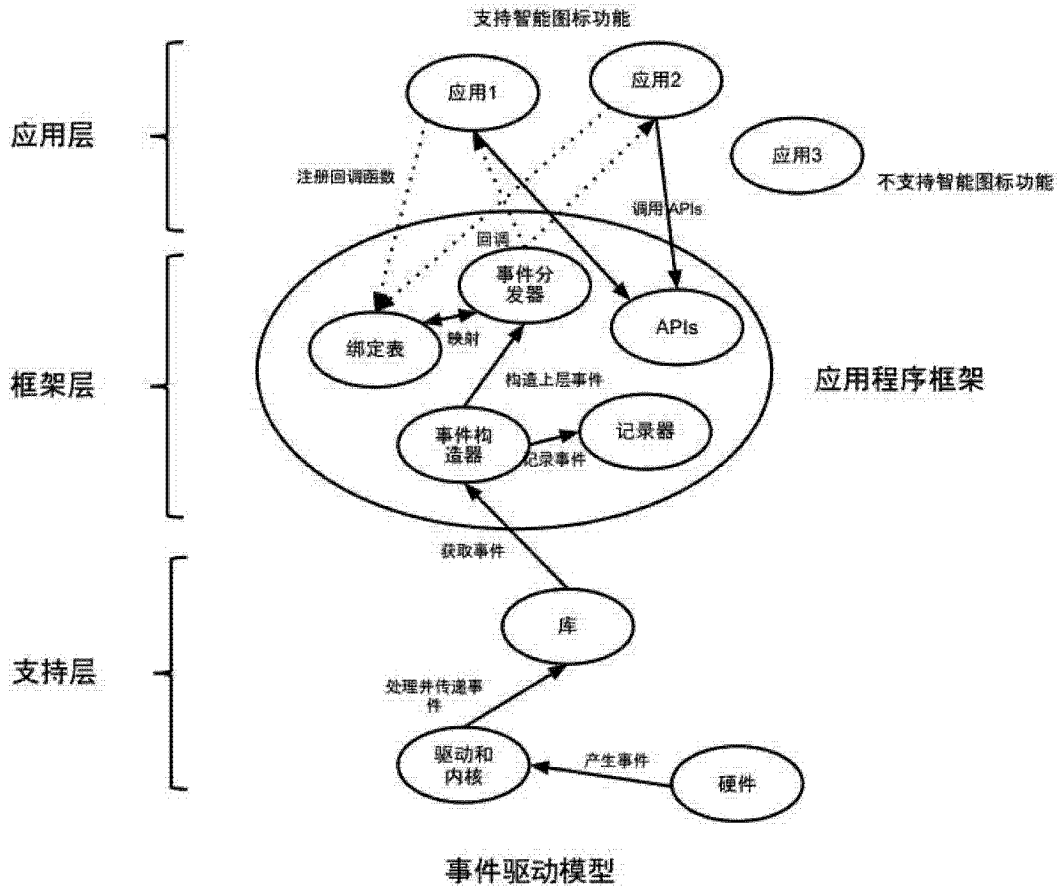 支持智能图标功能
应用1
应用2
应用层
应用3
注册回调函数
不支持智能图标功能
调用 APIs
回调
事件分
发器
APIs
绑定表
映射
框架层
构造上层事件
应用程序框架
事件构
造器
记录器
记录事件
获取事件
库
支持层
处理并传递事
件
驱动和
内核
产生事件
硬件
事件驱动模型